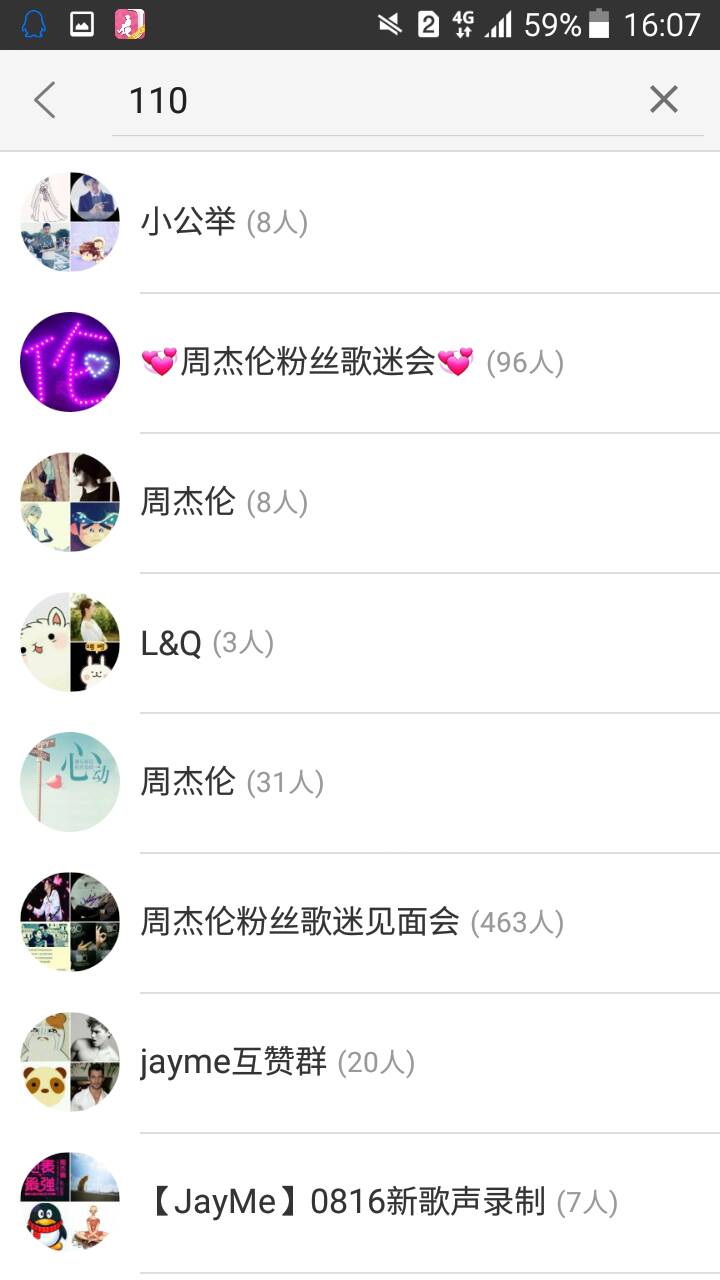 2 4G 59% 16:07
110
小公举 (8人)
💞周杰伦粉丝歌迷会💞 (96人)
周杰伦 (8人)
L&Q (3人)
周杰伦 (31人)
周杰伦粉丝歌迷见面会 (463人)
jayme互赞群 (20人)
【JayMe】0816新歌声录制 (7人)